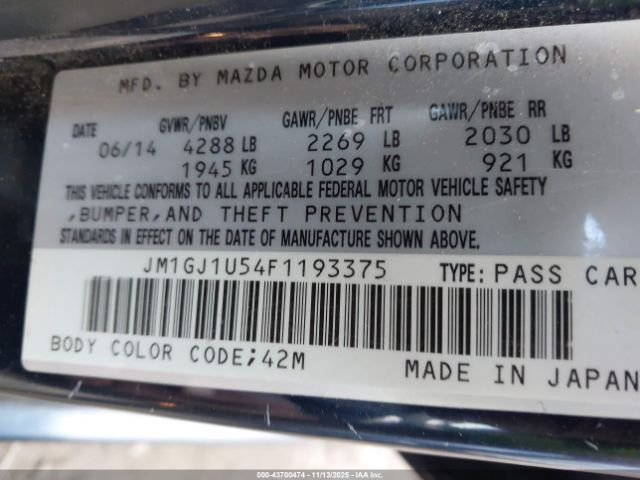 MFD. BY MAZDA MOTOR CORPORATION
DATE GVWR/PNBV GAWR/PNBE FRT GAWR/PNBE RR
06/14 4288 LB 2269 LB 2030 LB
1945 KG 1029 KG 921 KG
THIS VEHICLE CONFORMS TO ALL APPLICABLE FEDERAL MOTOR VEHICLE SAFETY
,BUMPER,AND THEFT PREVENTION
STANDARDS IN EFFECT ON THE DATE OF MANUFACTURE SHOWN ABOVE.
JM1GJ1U54F1193375 TYPE: PASS CAR
BODY COLOR CODE;42M MADE IN JAPAN
000-43700474 - 11/13/2025 - IAAI.COM